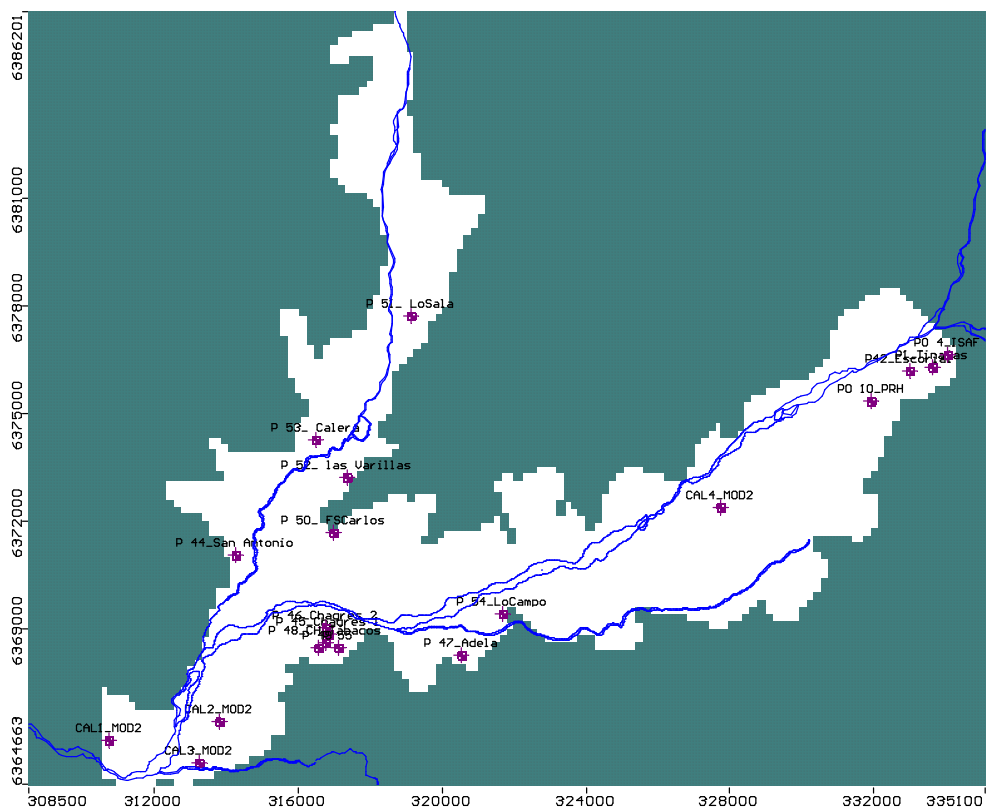 6386201
6381000
6378000
P 51_ LoSala
PO 4_ISAF
P42_Escorial
PO 10_PRH
6375000
P 53_ Calera
P 52_ las Varillas
CAL4_MOD2
6372000
P 50_ FSCarlos
P 44_San Antonio
P 54_LoCampo
P 46_Chagres 2
6369000
P 47_Adela
CAL2_MOD2
CAL1_MOD2
CAL3_MOD2
6364663
308500 312000 316000 320000 324000 328000 332000 335100